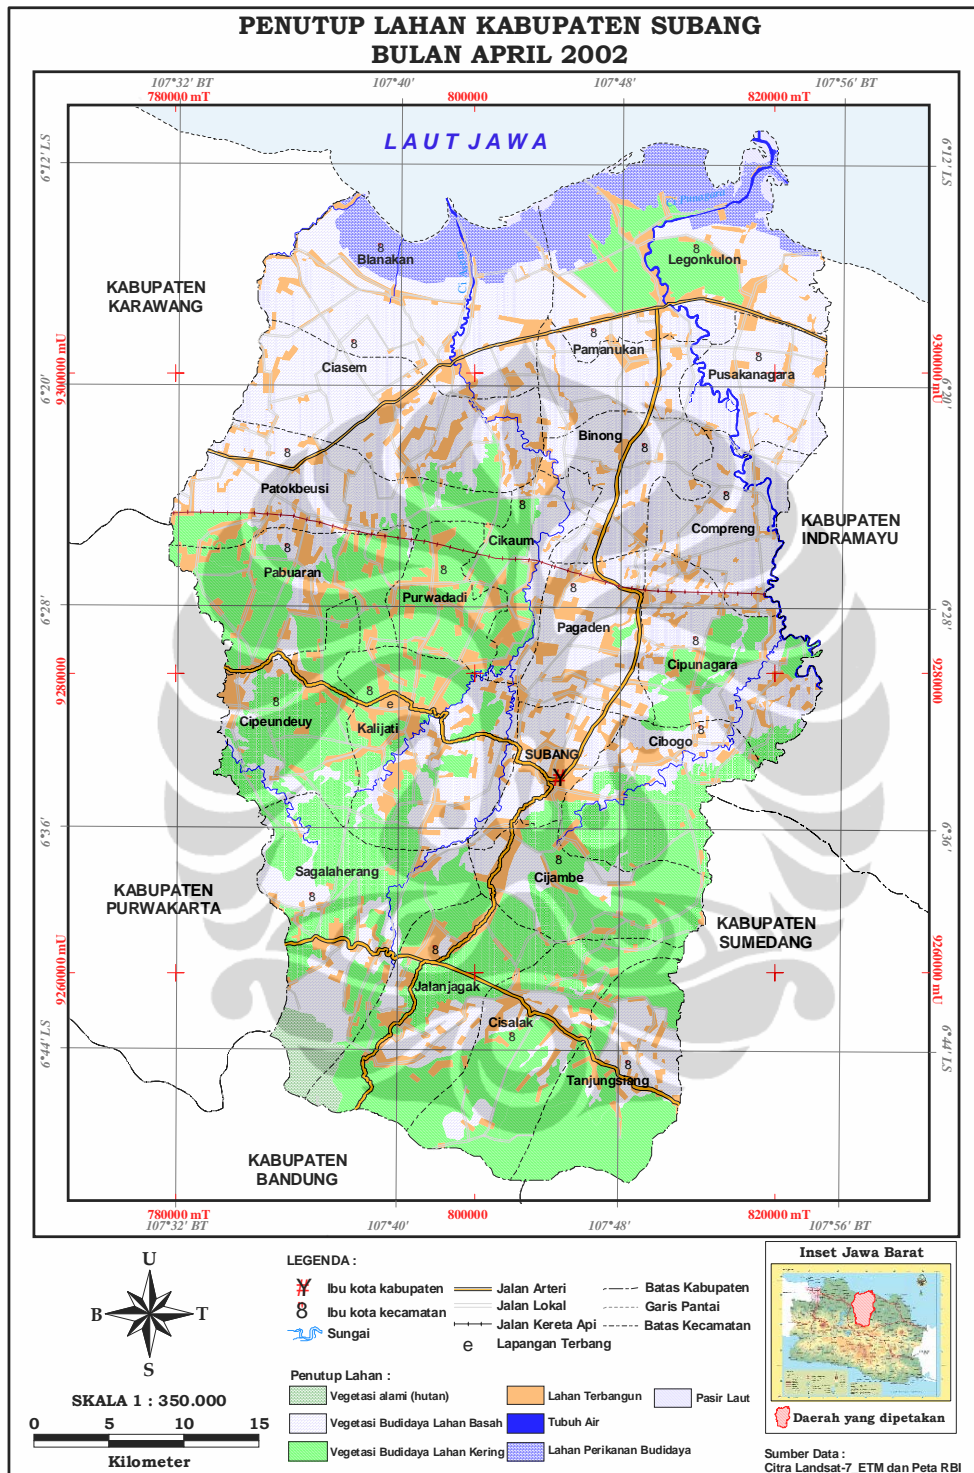 PENUTUP LAHAN KABUPATEN SUBANG
BULAN APRIL 2002
107°32' BT
107°40'
107°48'
107°56' BT
780000 mT
800000
820000 mT
6°12' LS
6°12' LS
LAUT JAWA
Blanakan
Legonkulon
KABUPATEN
KARAWANG
Ciasem
Pamanukan
Pusakanagara
9300000 mU
9300000 mU
6°20'
6°20'
Binong
Patokbeusi
Compreng
KABUPATEN
INDRAMAYU
Cikaum
Pabuaran
Purwadadi
6°28'
6°28'
Pagaden
Cipunagara
9280000
9280000
Cipeundeuy
Kalijati
e
Cibogo
SUBANG
6°36'
6°36'
Sagalaherang
Cijambe
KABUPATEN
PURWAKARTA
KABUPATEN
SUMEDANG
9260000 mU
9260000 mU
Jalanjagak
Cisalak
6°44' LS
6°44' LS
Tanjungsiang
KABUPATEN
BANDUNG
780000 mT
800000
820000 mT
107°32' BT
107°40'
107°48'
107°56' BT
U
B
T
S
SKALA 1 : 350.000
0 5 10 15
Kilometer
LEGENDA :
Ibu kota kabupaten
Jalan Arteri
Batas Kabupaten
8 Ibu kota kecamatan
Jalan Lokal
Garis Pantai
Sungai
Jalan Kereta Api
Batas Kecamatan
e Lapangan Terbang
Penutup Lahan :
Vegetasi alami (hutan)
Lahan Terbangun
Pasir Laut
Vegetasi Budidaya Lahan Basah
Tubuh Air
Vegetasi Budidaya Lahan Kering
Lahan Perikanan Budidaya
Inset Jawa Barat
Daerah yang dipetakan
Sumber Data :
Citra Landsat-7 ETM dan Peta RBI